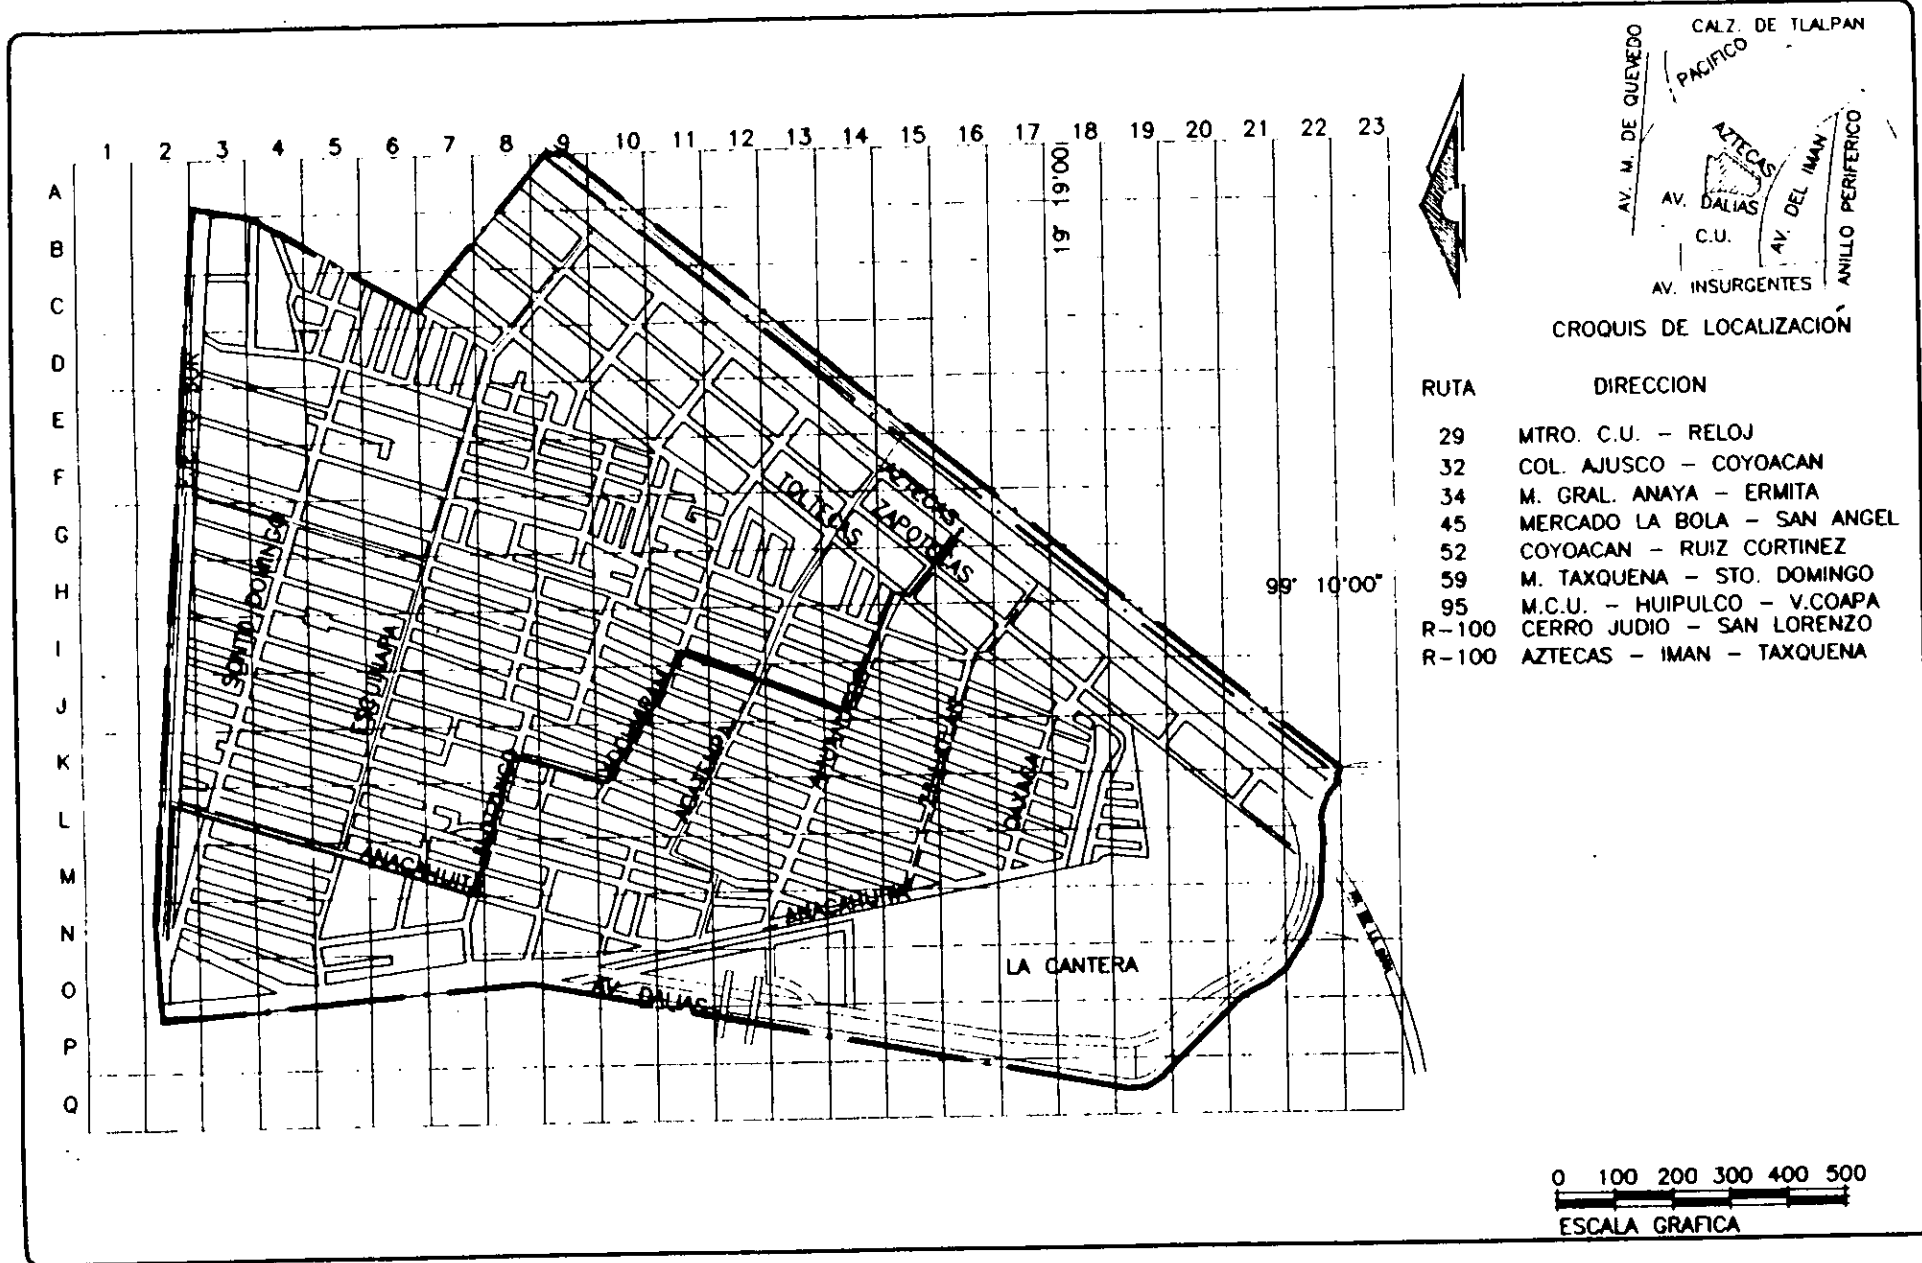 CALZ. DE TLALPAN
AV. M. DE QUEVEDO
PACIFICO
AZTECAS
AV. DALIAS
C.U.
AV. DEL IMAN
ANILLO PERIFERICO
AV. INSURGENTES
CROQUIS DE LOCALIZACIÓN
1 2 3 4 5 6 7 8 9 10 11 12 13 14 15 16 17 18 19 20 21 22 23
A
B
C
D
E
F
G
H
I
J
K
L
M
N
O
P
Q
19° 19'00"
99° 10'00"
RUTA DIRECCION
29 MTRO. C.U. – RELOJ
32 COL. AJUSCO – COYOACAN
34 M. GRAL. ANAYA – ERMITA
45 MERCADO LA BOLA – SAN ANGEL
52 COYOACAN – RUIZ CORTINEZ
59 M. TAXQUENA – STO. DOMINGO
95 M.C.U. – HUIPULCO – V.COAPA
R–100 CERRO JUDIO – SAN LORENZO
R–100 AZTECAS – IMAN – TAXQUENA
AZTECAS
TOLTECAS
ZAPOTECAS
SANTO DOMINGO
ESCUINAPA
OAXACA
ANACAHUITA
ANACAHUITA
LA CANTERA
AV. DALIAS
0 100 200 300 400 500
ESCALA GRAFICA